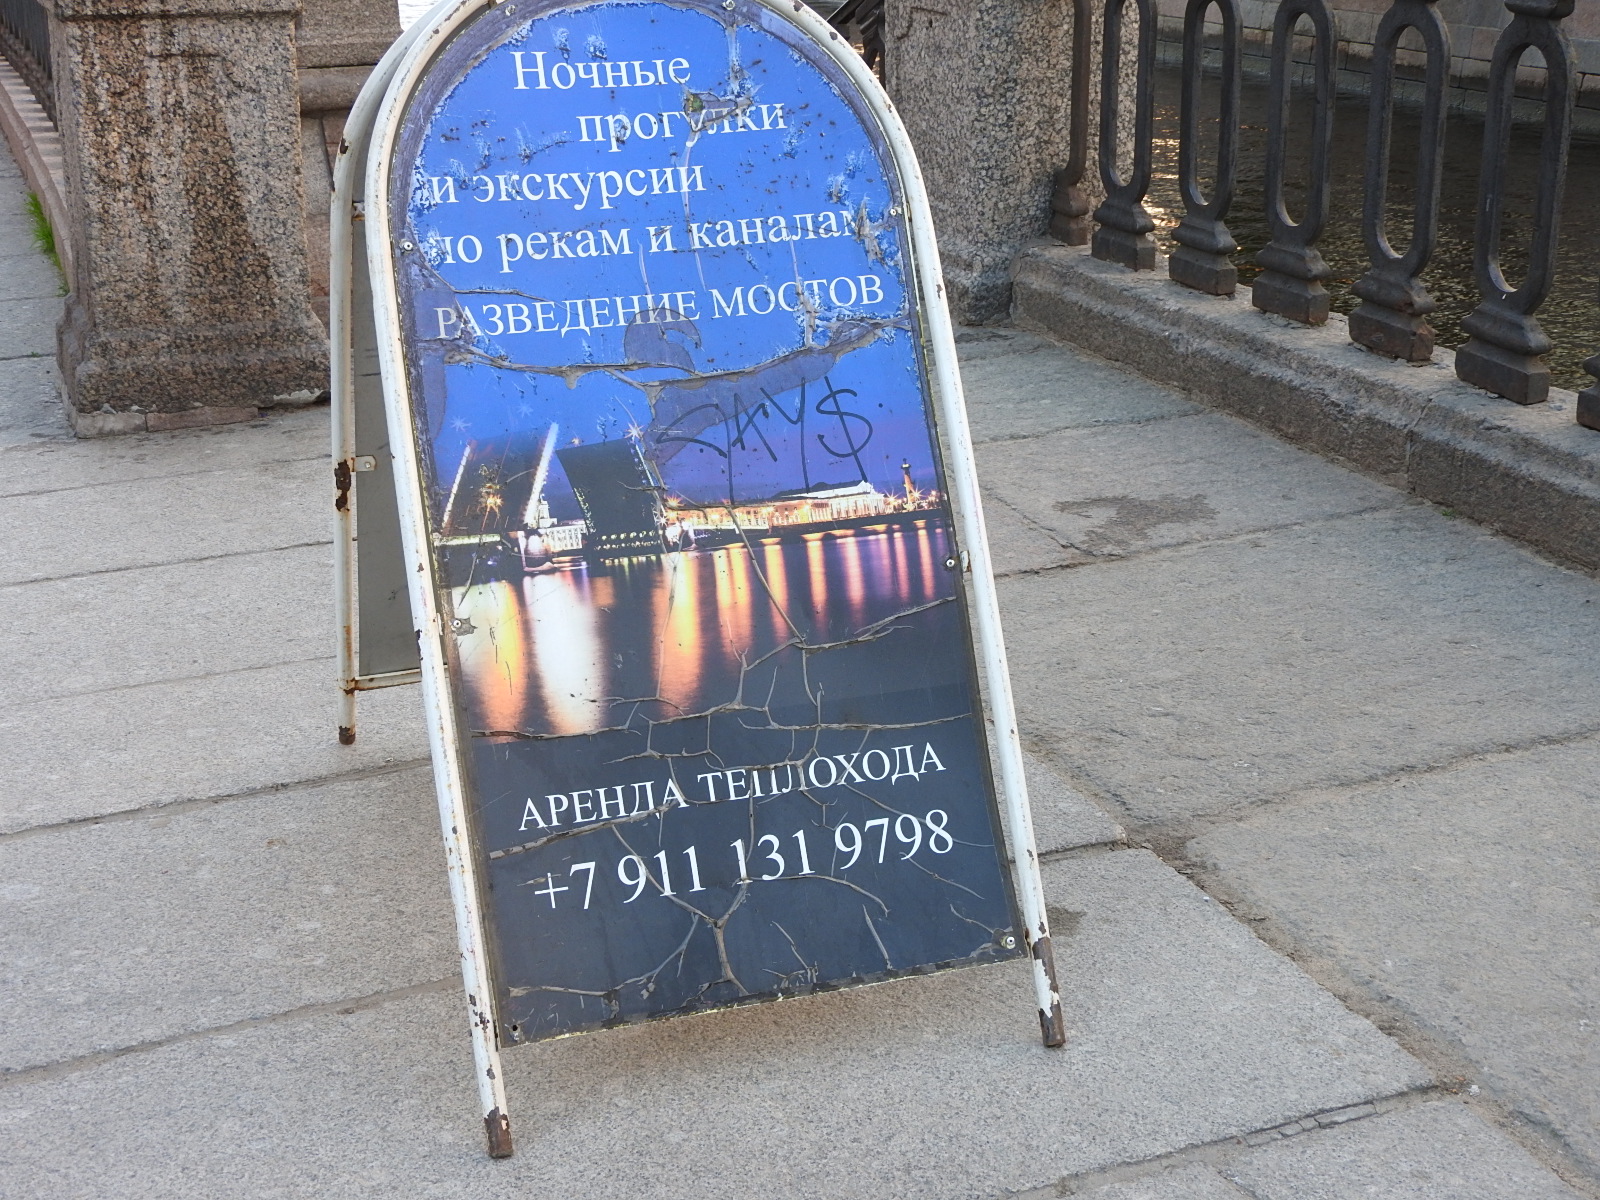 Ночные
прогулки
и экскурсии
по рекам и каналам
РАЗВЕДЕНИЕ МОСТОВ
АРЕНДА ТЕПЛОХОДА
+7 911 131 9798